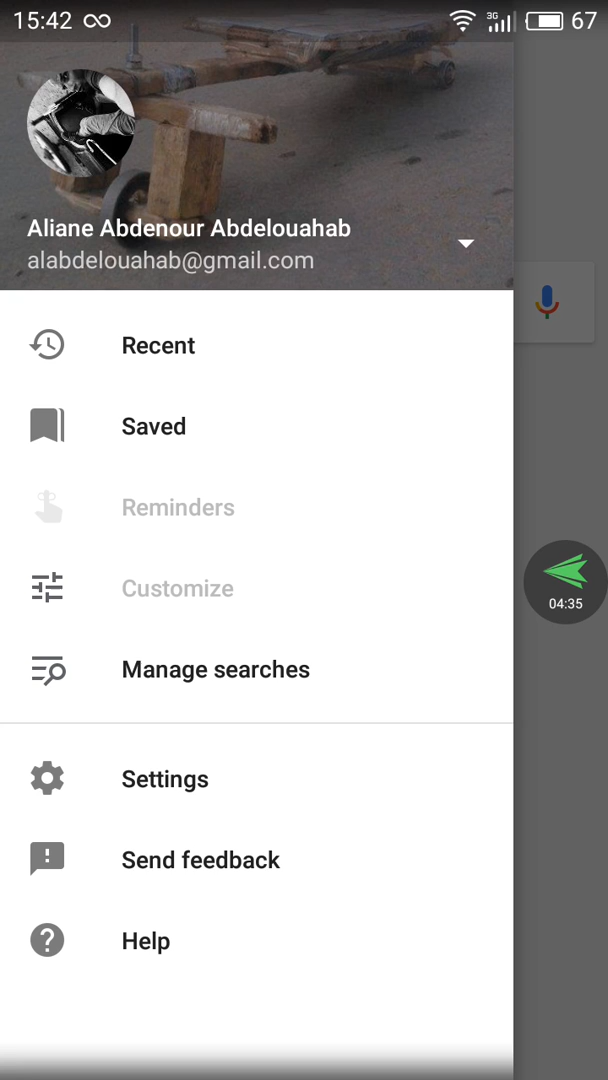 15:42
3G
67
Aliane Abdenour Abdelouahab
alabdelouahab@gmail.com
Recent
Saved
Reminders
Customize
04:35
Manage searches
Settings
Send feedback
Help